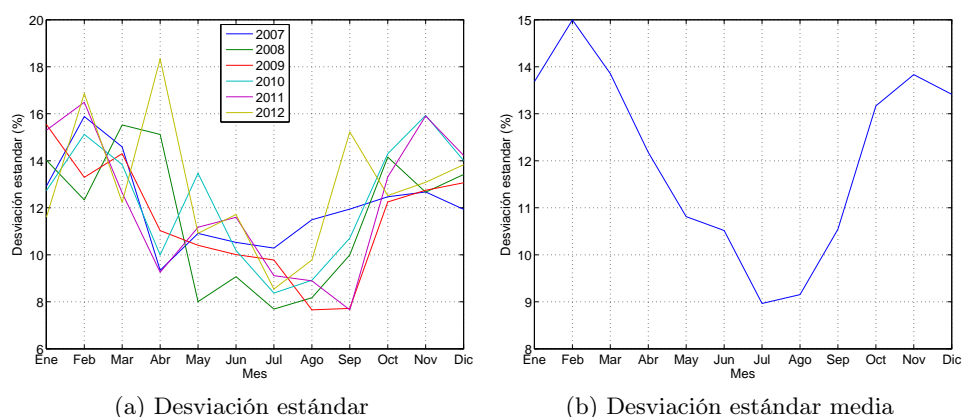 20
18
16
14
12
10
8
6
Desviación estandar (%)
2007
2008
2009
2010
2011
2012
Ene Feb Mar Abr May Jun Jul Ago Sep Oct Nov Dic
Mes
(a) Desviación estándar
15
14
13
12
11
10
9
8
Desviación estandar (%)
Ene Feb Mar Abr May Jun Jul Ago Sep Oct Nov Dic
Mes
(b) Desviación estándar media